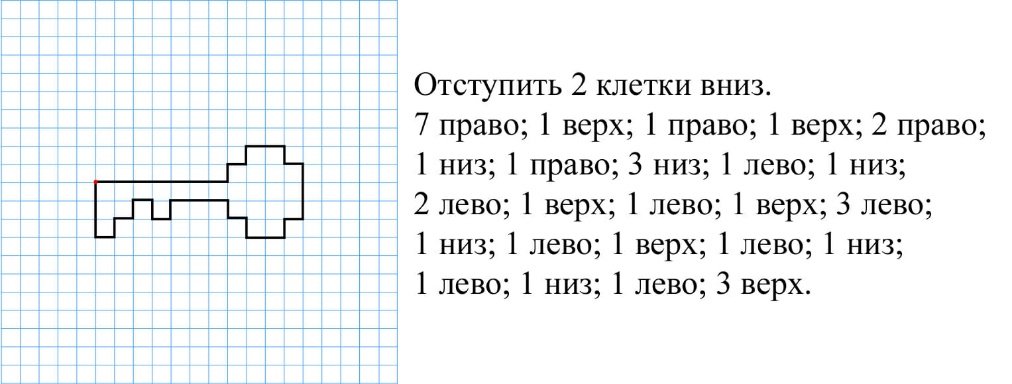 Отступить 2 клетки вниз.
7 право; 1 верх; 1 право; 1 верх; 2 право;
1 низ; 1 право; 3 низ; 1 лево; 1 низ;
2 лево; 1 верх; 1 лево; 1 верх; 3 лево;
1 низ; 1 лево; 1 верх; 1 лево; 1 низ;
1 лево; 1 низ; 1 лево; 3 верх.